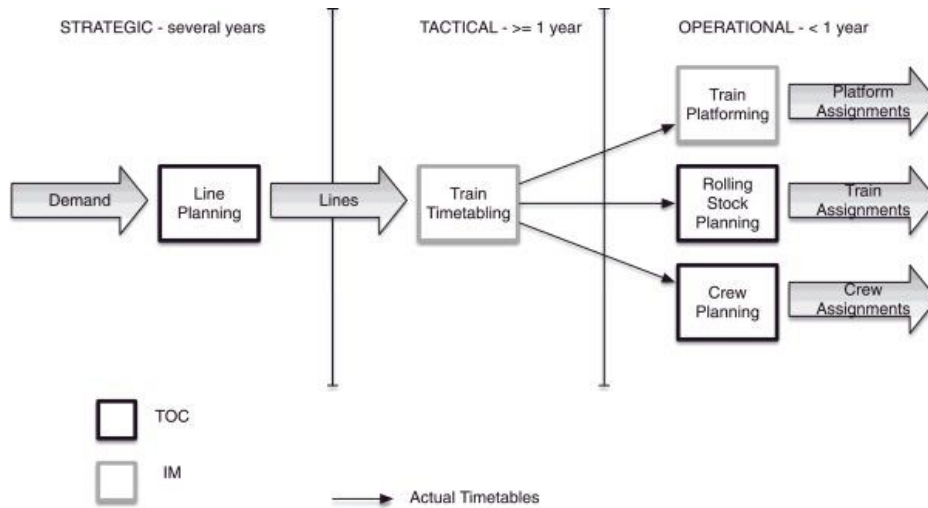 STRATEGIC - several years
TACTICAL - >= 1 year
OPERATIONAL - < 1 year
Demand
Line
Planning
Lines
Train
Timetabling
Train
Platforming
Platform
Assignments
Rolling
Stock
Planning
Train
Assignments
Crew
Planning
Crew
Assignments
TOC
IM
Actual Timetables